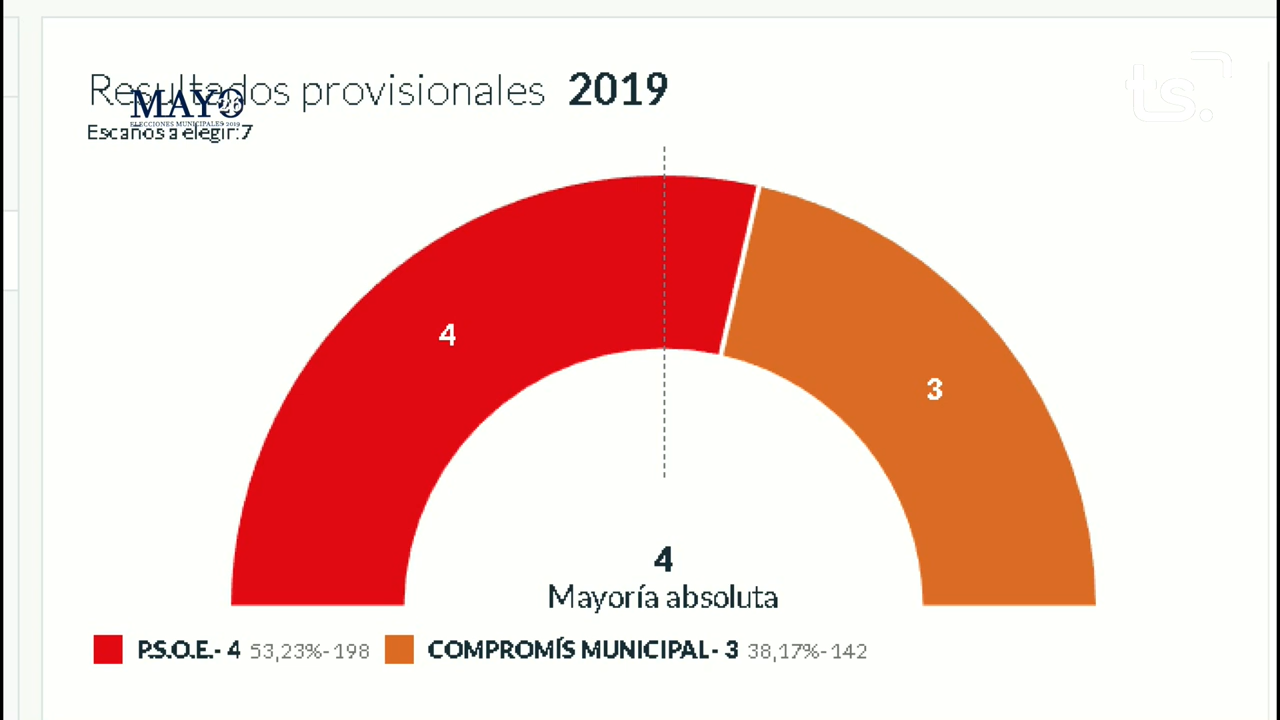 Resultados provisionales 2019
MAYO 26
ELECCIONES MUNICIPALES 2019
Escaños a elegir:7
ts.
4
3
4
Mayoría absoluta
P.S.O.E.- 4 53,23%-198 COMPROMÍS MUNICIPAL- 3 38,17%-142